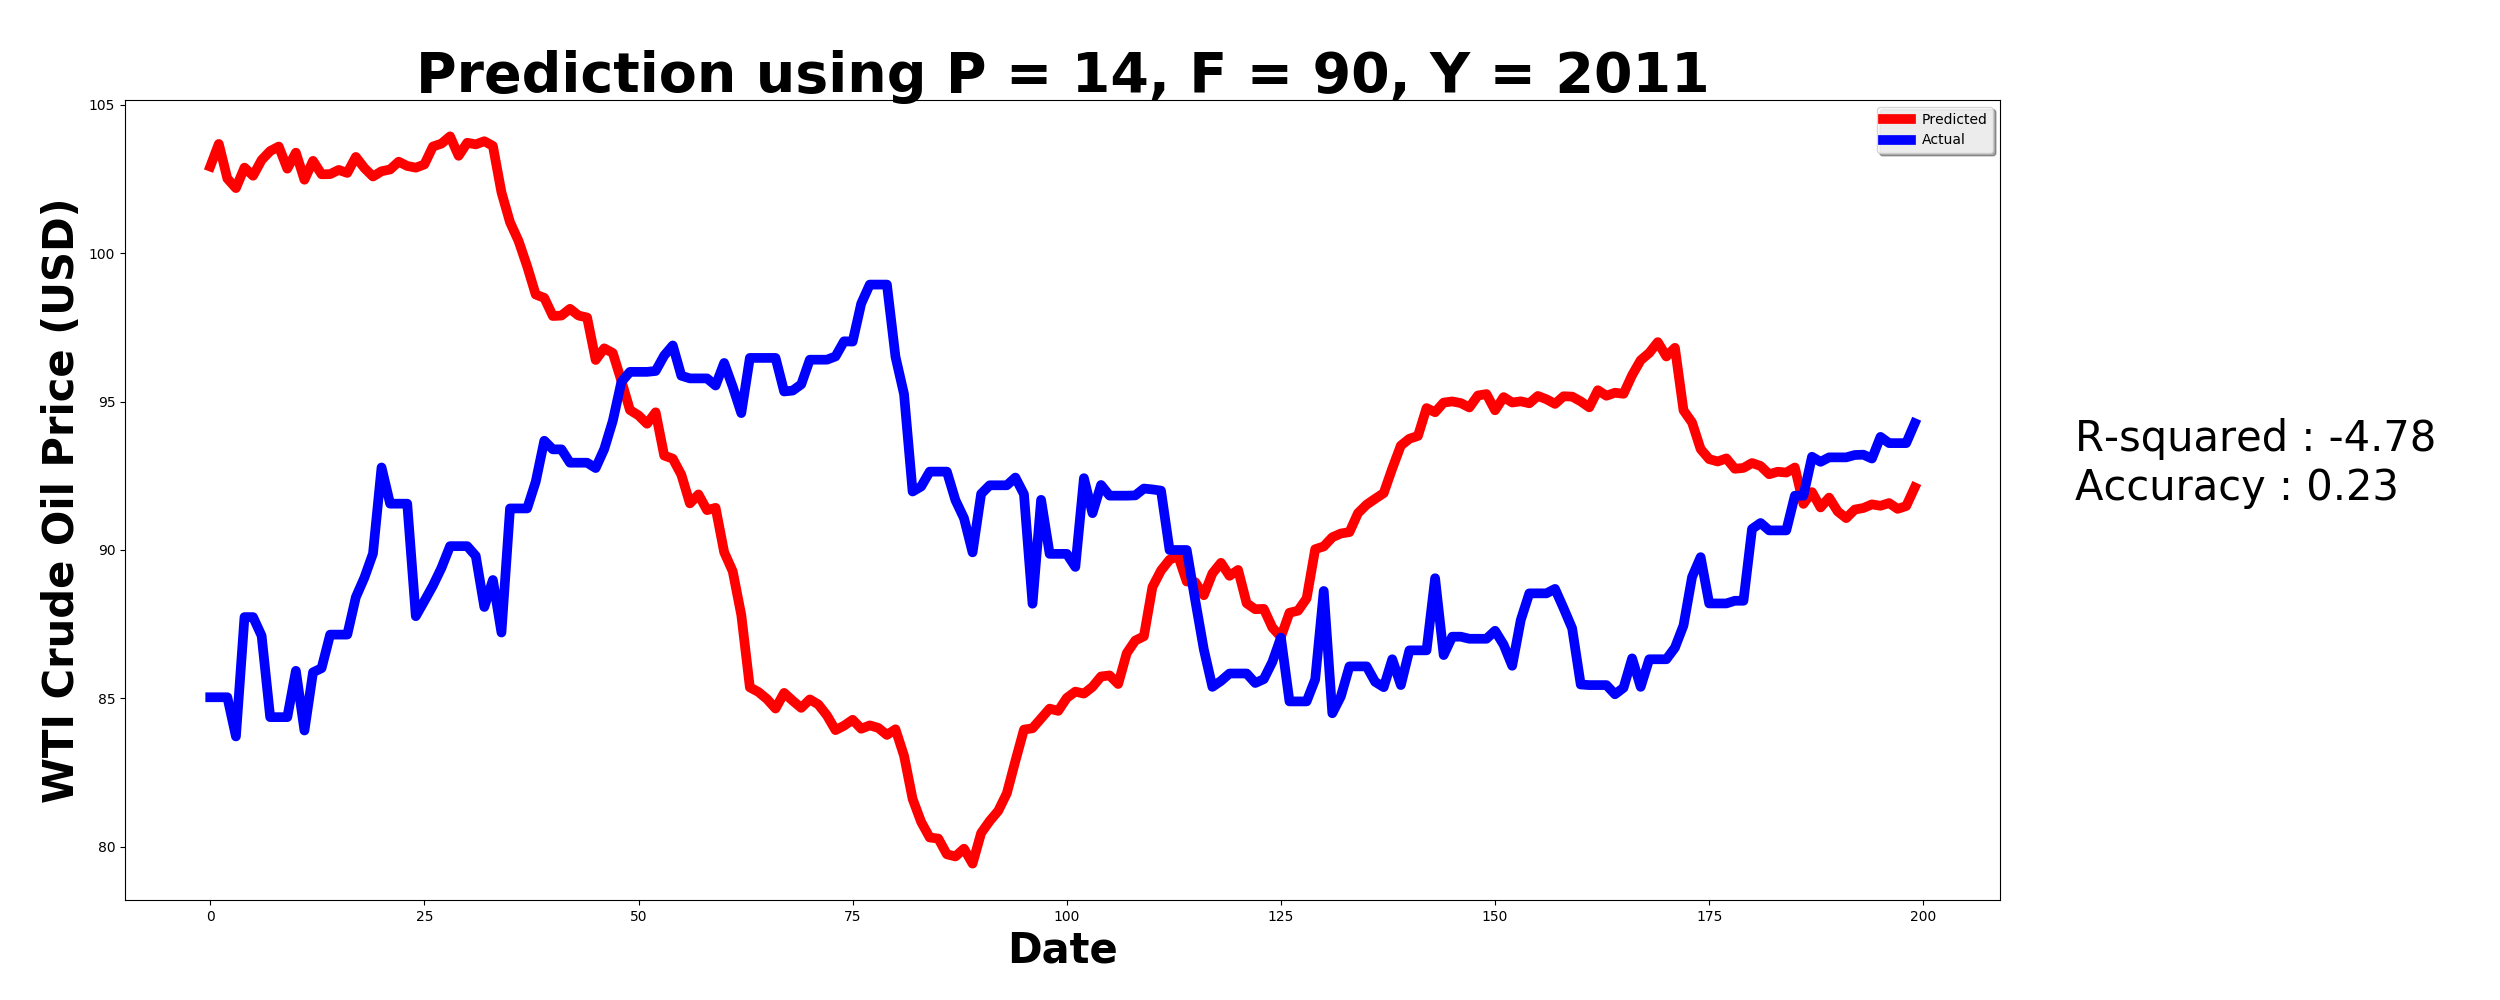 Prediction using P = 14, F = 90, Y = 2011
Predicted
Actual
105
100
95
90
85
80
WTI Crude Oil Price (USD)
0 25 50 75 100 125 150 175 200
Date
R-squared : -4.78
Accuracy : 0.23